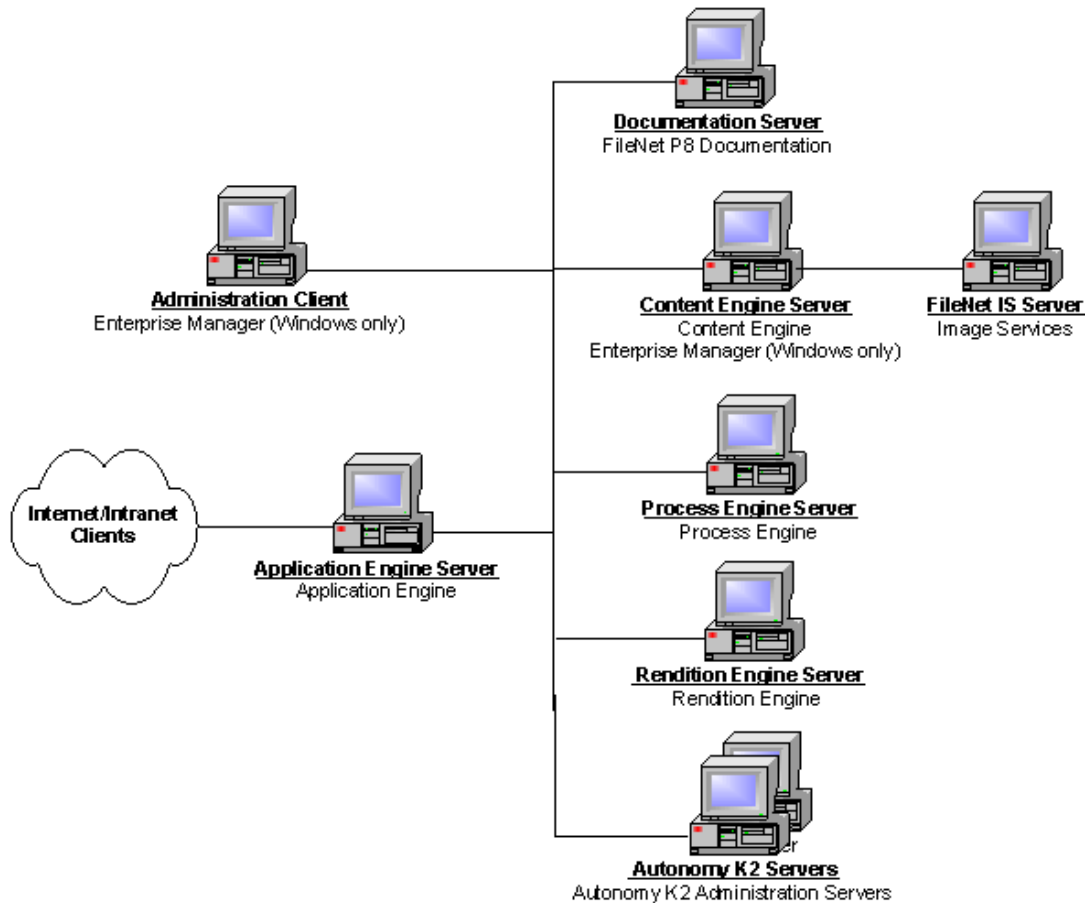 Documentation Server
FileNet P8 Documentation
Administration Client
Enterprise Manager (Windows only)
Content Engine Server
Content Engine
Enterprise Manager (Windows only)
FileNet IS Server
Image Services
Internet/Intranet
Clients
Application Engine Server
Application Engine
Process Engine Server
Process Engine
Rendition Engine Server
Rendition Engine
Autonomy K2 Servers
Autonomy K2 Administration Servers